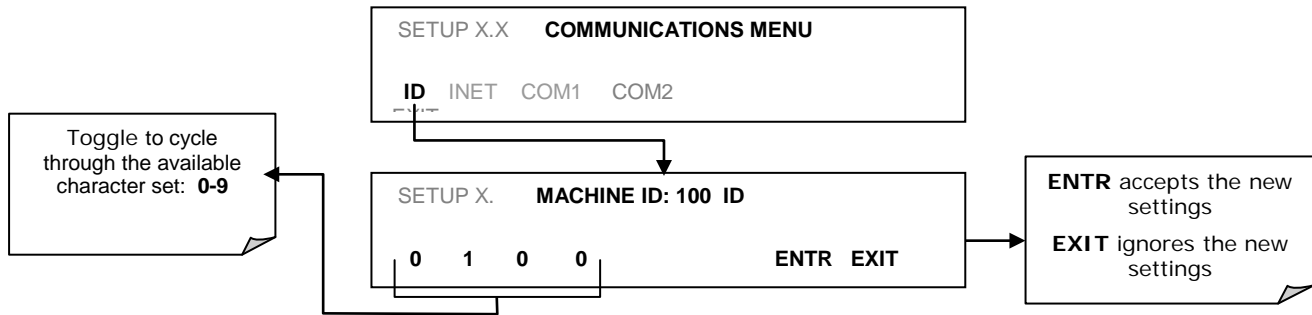 SETUP X.X COMMUNICATIONS MENU
ID INET COM1 COM2
EXIT
Toggle to cycle
through the available
character set: 0-9
SETUP X. MACHINE ID: 100 ID
0 1 0 0 ENTR EXIT
ENTR accepts the new
settings
EXIT ignores the new
settings